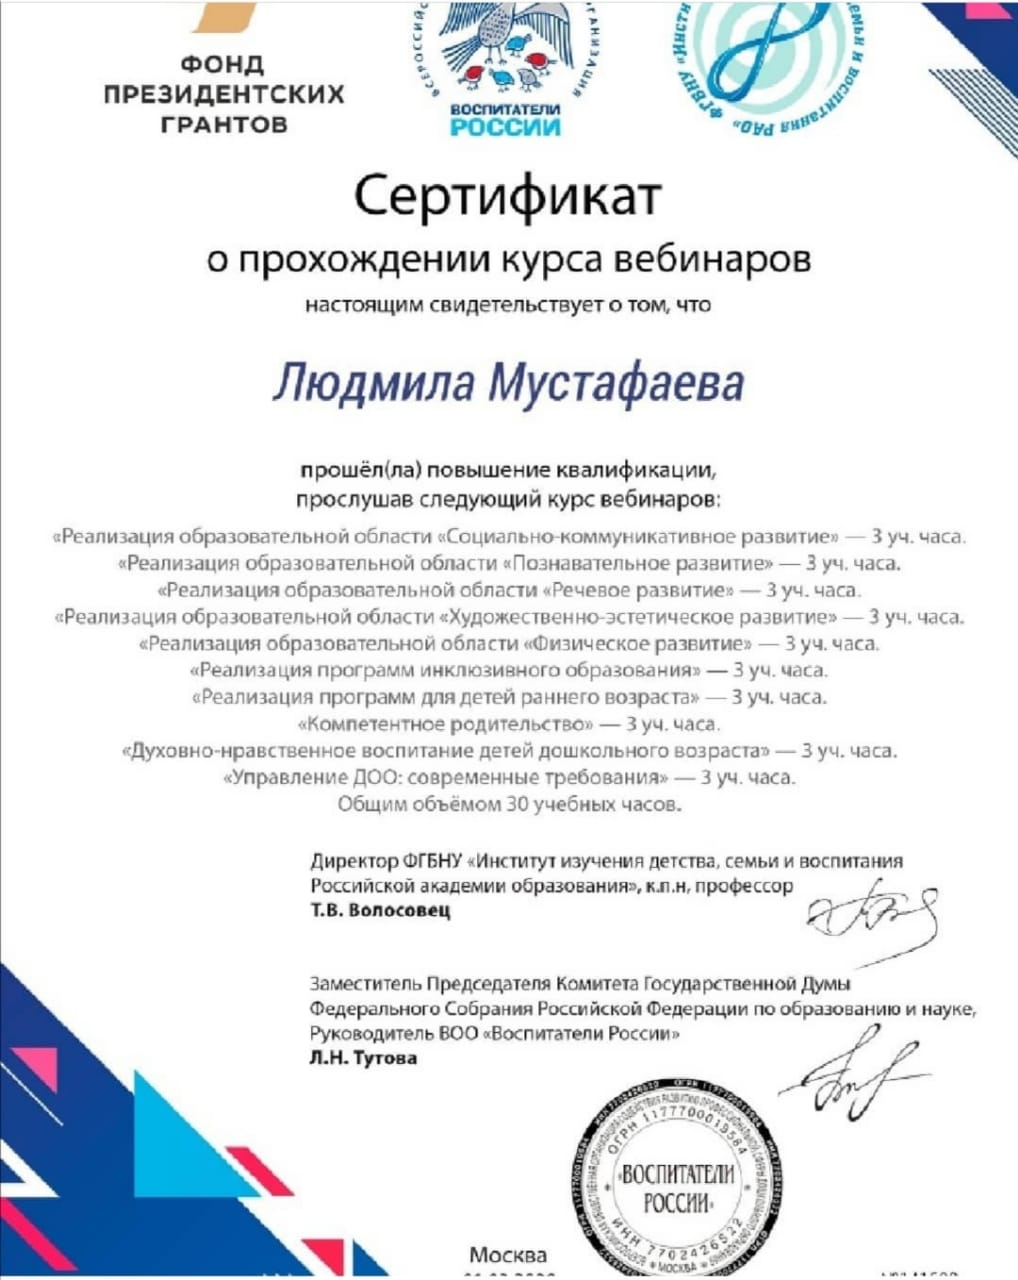 ФОНД
ПРЕЗИДЕНТСКИХ
ГРАНТОВ
ВОСПИТАТЕЛИ
РОССИИ
Сертификат
о прохождении курса вебинаров
настоящим свидетельствует о том, что
Людмила Мустафаева
прошёл(ла) повышение квалификации,
прослушав следующий курс вебинаров:
«Реализация образовательной области «Социально-коммуникативное развитие» — 3 уч. часа.
«Реализация образовательной области «Познавательное развитие» — 3 уч. часа.
«Реализация образовательной области «Речевое развитие» — 3 уч. часа.
«Реализация образовательной области «Художественно-эстетическое развитие» — 3 уч. часа.
«Реализация образовательной области «Физическое развитие» — 3 уч. часа.
«Реализация программ инклюзивного образования» — 3 уч. часа.
«Реализация программ для детей раннего возраста» — 3 уч. часа.
«Компетентное родительство» — 3 уч. часа.
«Духовно-нравственное воспитание детей дошкольного возраста» — 3 уч. часа.
«Управление ДОО: современные требования» — 3 уч. часа.
Общим объёмом 30 учебных часов.
Директор ФГБНУ «Институт изучения детства, семьи и воспитания
Российской академии образования», к.п.н, профессор
Т.В. Волосовец
Заместитель Председателя Комитета Государственной Думы
Федерального Собрания Российской Федерации по образованию и науке,
Руководитель ВОО «Воспитатели России»
Л.Н. Тутова
ОГРН 1177700019584
«ВОСПИТАТЕЛИ
РОССИИ»
ИНН 7702426522
МОСКВА
Москва